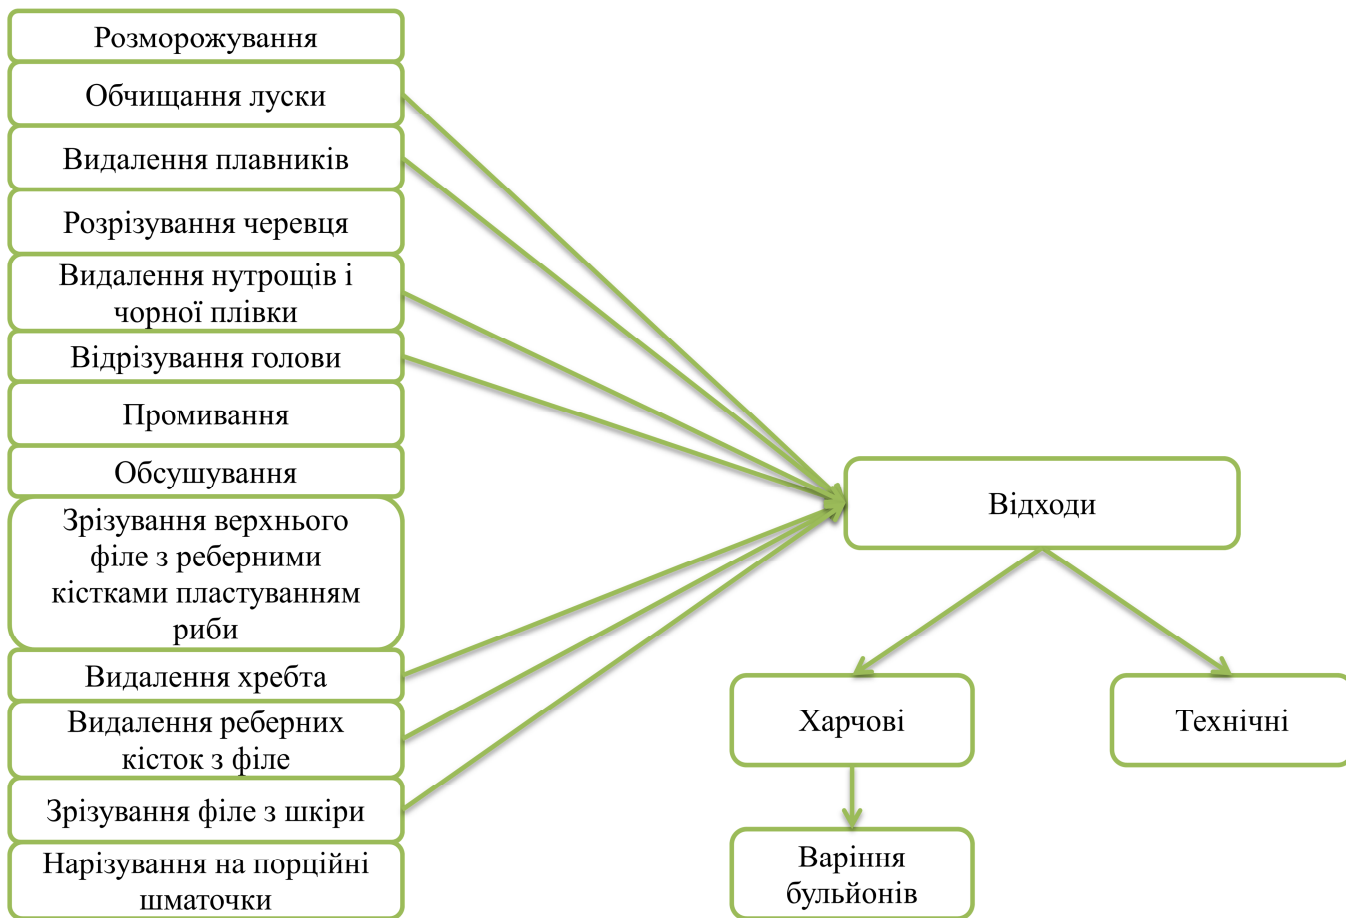 Розморожування
Обчищання луски
Видалення плавників
Розрізування черевця
Видалення нутрощів і
чорної плівки
Відрізування голови
Промивання
Обсушування
Зрізування верхнього
філе з реберними
кістками пластуванням
риби
Видалення хребта
Видалення реберних
кісток з філе
Зрізування філе з шкіри
Нарізування на порційні
шматочки
Відходи
Харчові
Технічні
Варіння
бульйонів